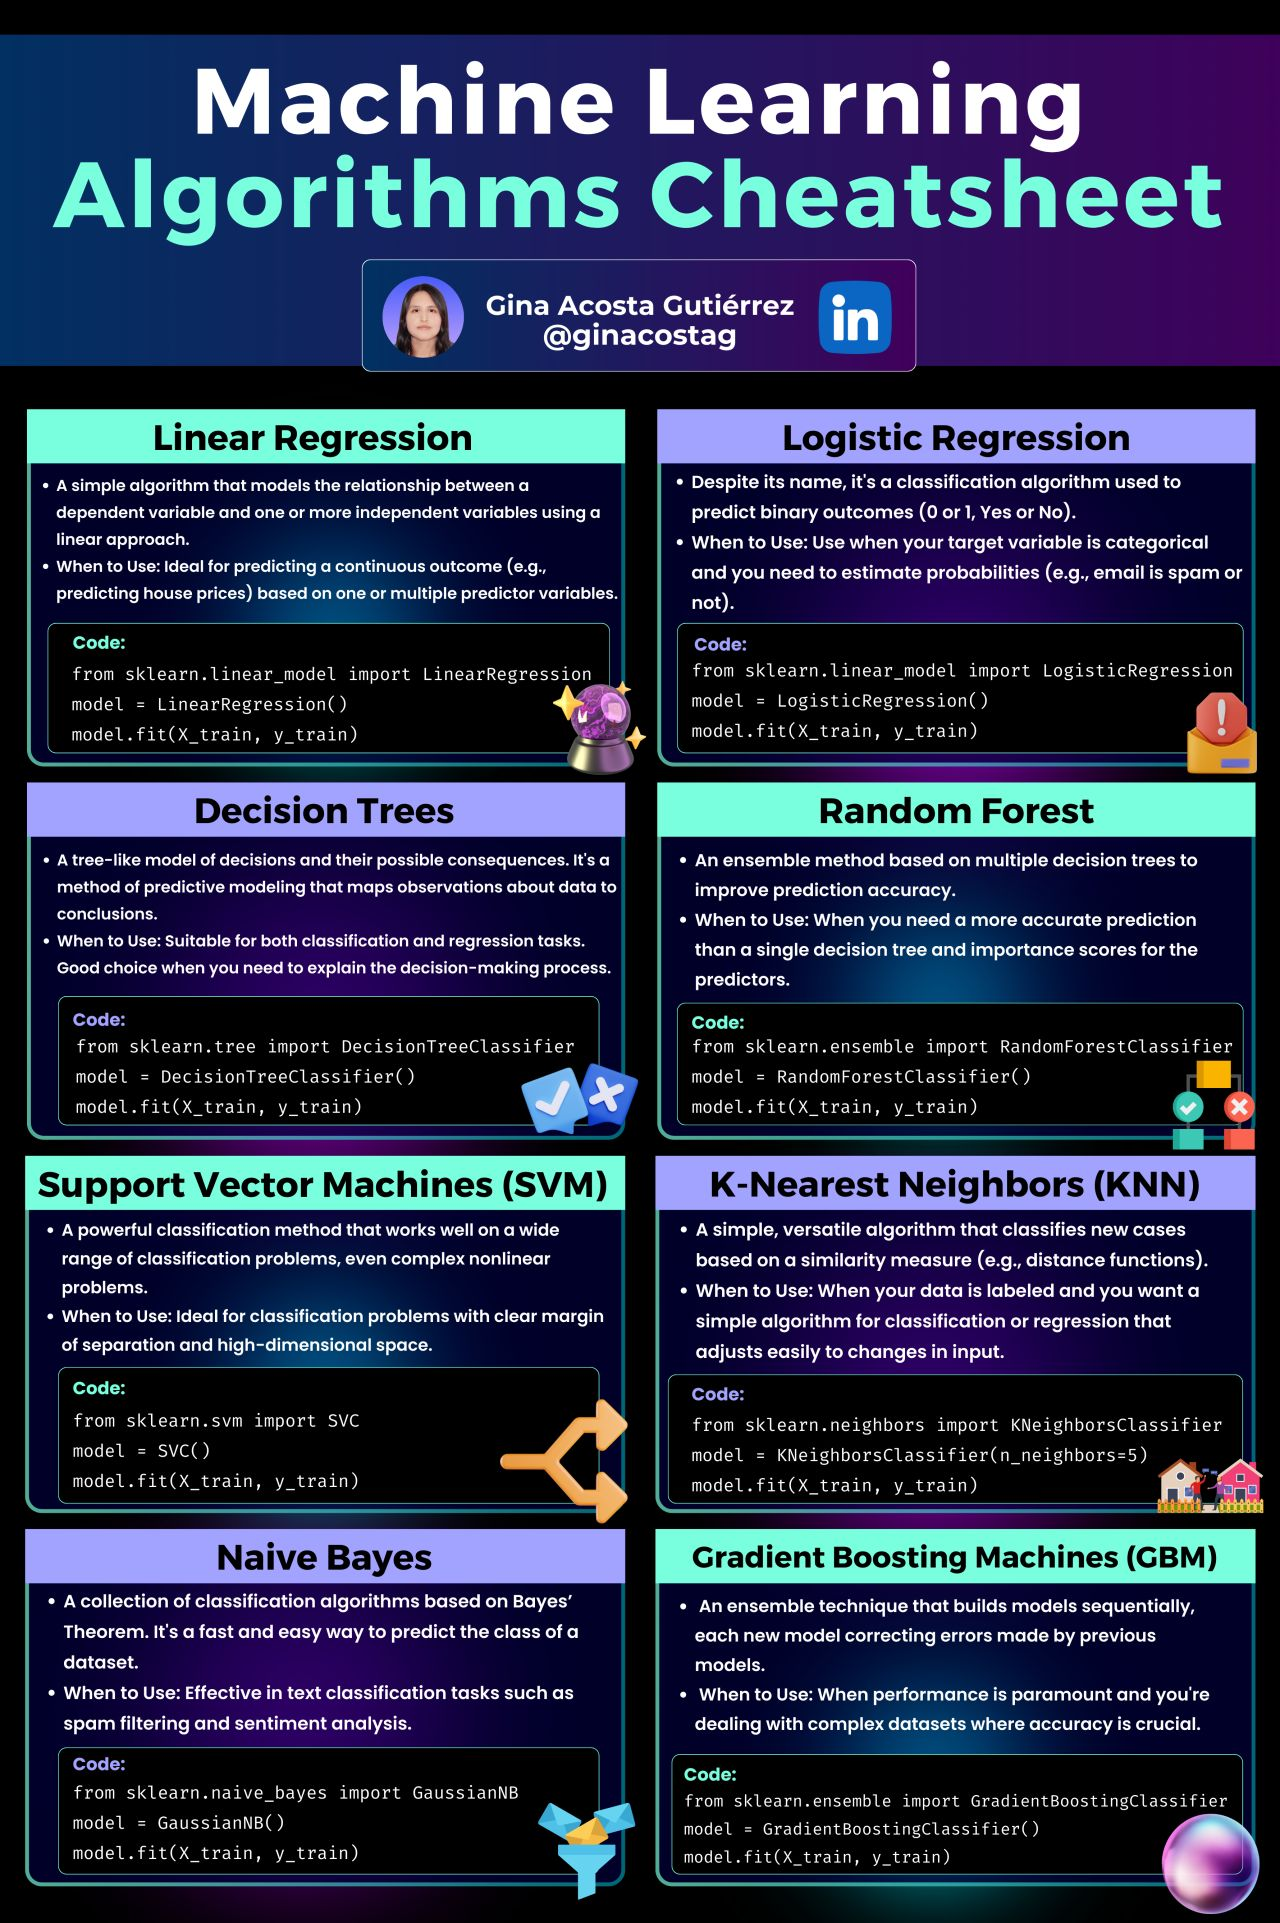 Machine Learning
Algorithms Cheatsheet
Gina Acosta Gutiérrez
@ginacostag
in
Linear Regression
• A simple algorithm that models the relationship between a
dependent variable and one or more independent variables using a
linear approach.
• When to Use: Ideal for predicting a continuous outcome (e.g.,
predicting house prices) based on one or multiple predictor variables.
Code:
from sklearn.linear_model import LinearRegression
model = LinearRegression()
model.fit(X_train, y_train)
Logistic Regression
• Despite its name, it's a classification algorithm used to
predict binary outcomes (0 or 1, Yes or No).
• When to Use: Use when your target variable is categorical
and you need to estimate probabilities (e.g., email is spam or
not).
Code:
from sklearn.linear_model import LogisticRegression
model = LogisticRegression()
model.fit(X_train, y_train)
Decision Trees
• A tree-like model of decisions and their possible consequences. It's a
method of predictive modeling that maps observations about data to
conclusions.
• When to Use: Suitable for both classification and regression tasks.
Good choice when you need to explain the decision-making process.
Code:
from sklearn.tree import DecisionTreeClassifier
model = DecisionTreeClassifier()
model.fit(X_train, y_train)
Random Forest
• An ensemble method based on multiple decision trees to
improve prediction accuracy.
• When to Use: When you need a more accurate prediction
than a single decision tree and importance scores for the
predictors.
Code:
from sklearn.ensemble import RandomForestClassifier
model = RandomForestClassifier()
model.fit(X_train, y_train)
Support Vector Machines (SVM)
• A powerful classification method that works well on a wide
range of classification problems, even complex nonlinear
problems.
• When to Use: Ideal for classification problems with clear margin
of separation and high-dimensional space.
Code:
from sklearn.svm import SVC
model = SVC()
model.fit(X_train, y_train)
K-Nearest Neighbors (KNN)
• A simple, versatile algorithm that classifies new cases
based on a similarity measure (e.g., distance functions).
• When to Use: When your data is labeled and you want a
simple algorithm for classification or regression that
adjusts easily to changes in input.
Code:
from sklearn.neighbors import KNeighborsClassifier
model = KNeighborsClassifier(n_neighbors=5)
model.fit(X_train, y_train)
Naive Bayes
• A collection of classification algorithms based on Bayes’
Theorem. It's a fast and easy way to predict the class of a
dataset.
• When to Use: Effective in text classification tasks such as
spam filtering and sentiment analysis.
Code:
from sklearn.naive_bayes import GaussianNB
model = GaussianNB()
model.fit(X_train, y_train)
Gradient Boosting Machines (GBM)
• An ensemble technique that builds models sequentially,
each new model correcting errors made by previous
models.
• When to Use: When performance is paramount and you're
dealing with complex datasets where accuracy is crucial.
Code:
from sklearn.ensemble import GradientBoostingClassifier
model = GradientBoostingClassifier()
model.fit(X_train, y_train)